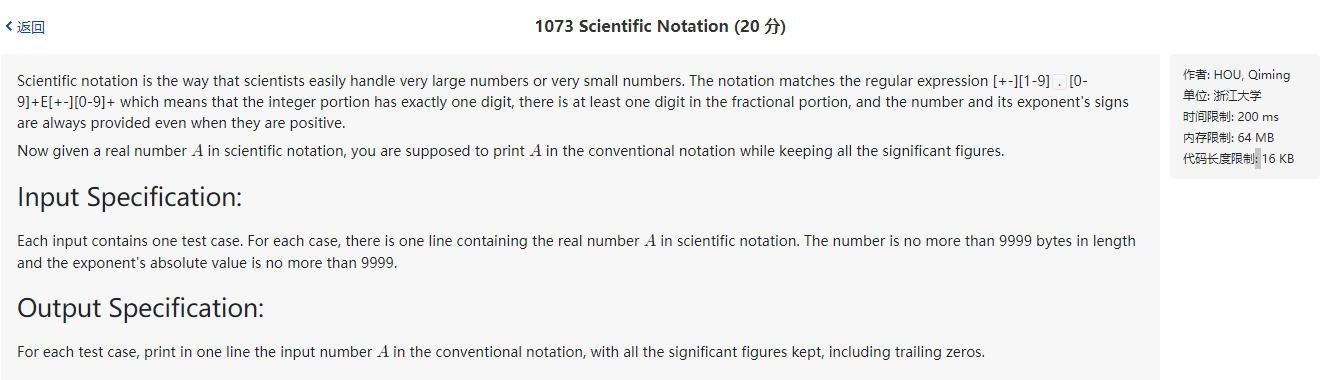 返回
1073 Scientific Notation (20 分)
Scientific notation is the way that scientists easily handle very large numbers or very small numbers. The notation matches the regular expression [+-][1-9] . [0-
9]+E[+-][0-9]+ which means that the integer portion has exactly one digit, there is at least one digit in the fractional portion, and the number and its exponent's signs
are always provided even when they are positive.
Now given a real number A in scientific notation, you are supposed to print A in the conventional notation while keeping all the significant figures.
Input Specification:
Each input contains one test case. For each case, there is one line containing the real number A in scientific notation. The number is no more than 9999 bytes in length
and the exponent's absolute value is no more than 9999.
Output Specification:
For each test case, print in one line the input number A in the conventional notation, with all the significant figures kept, including trailing zeros.
作者: HOU, Qiming
单位: 浙江大学
时间限制: 200 ms
内存限制: 64 MB
代码长度限制: 16 KB